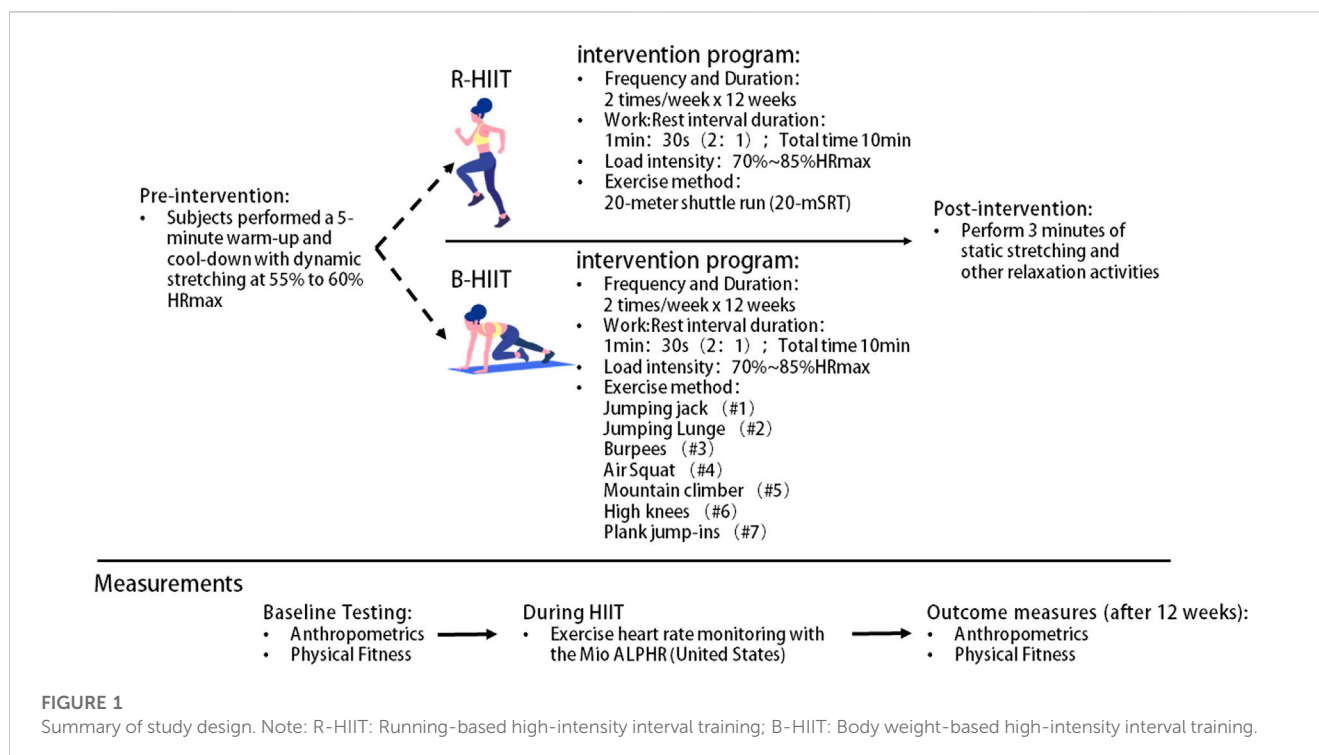 R-HIIT
intervention program:
• Frequency and Duration：
2 times/week x 12 weeks
• Work:Rest interval duration：
1min：30s（2：1）；Total time 10min
• Load intensity：70%~85%HRmax
• Exercise method：
20-meter shuttle run (20-mSRT)
Pre-intervention:
• Subjects performed a 5-
minute warm-up and
cool-down with dynamic
stretching at 55% to 60%
HRmax
B-HIIT
intervention program:
• Frequency and Duration：
2 times/week x 12 weeks
• Work:Rest interval duration：
1min：30s（2：1）；Total time 10min
• Load intensity：70%~85%HRmax
• Exercise method：
Jumping jack （#1）
Jumping Lunge （#2）
Burpees （#3）
Air Squat （#4）
Mountain climber （#5）
High knees （#6）
Plank jump-ins （#7）
Post-intervention:
• Perform 3 minutes of
static stretching and
other relaxation activities
Measurements
Baseline Testing:
• Anthropometrics
• Physical Fitness
During HIIT
• Exercise heart rate monitoring with
the Mio ALPHR (United States)
Outcome measures (after 12 weeks):
• Anthropometrics
• Physical Fitness
FIGURE 1
Summary of study design. Note: R-HIIT: Running-based high-intensity interval training; B-HIIT: Body weight-based high-intensity interval training.